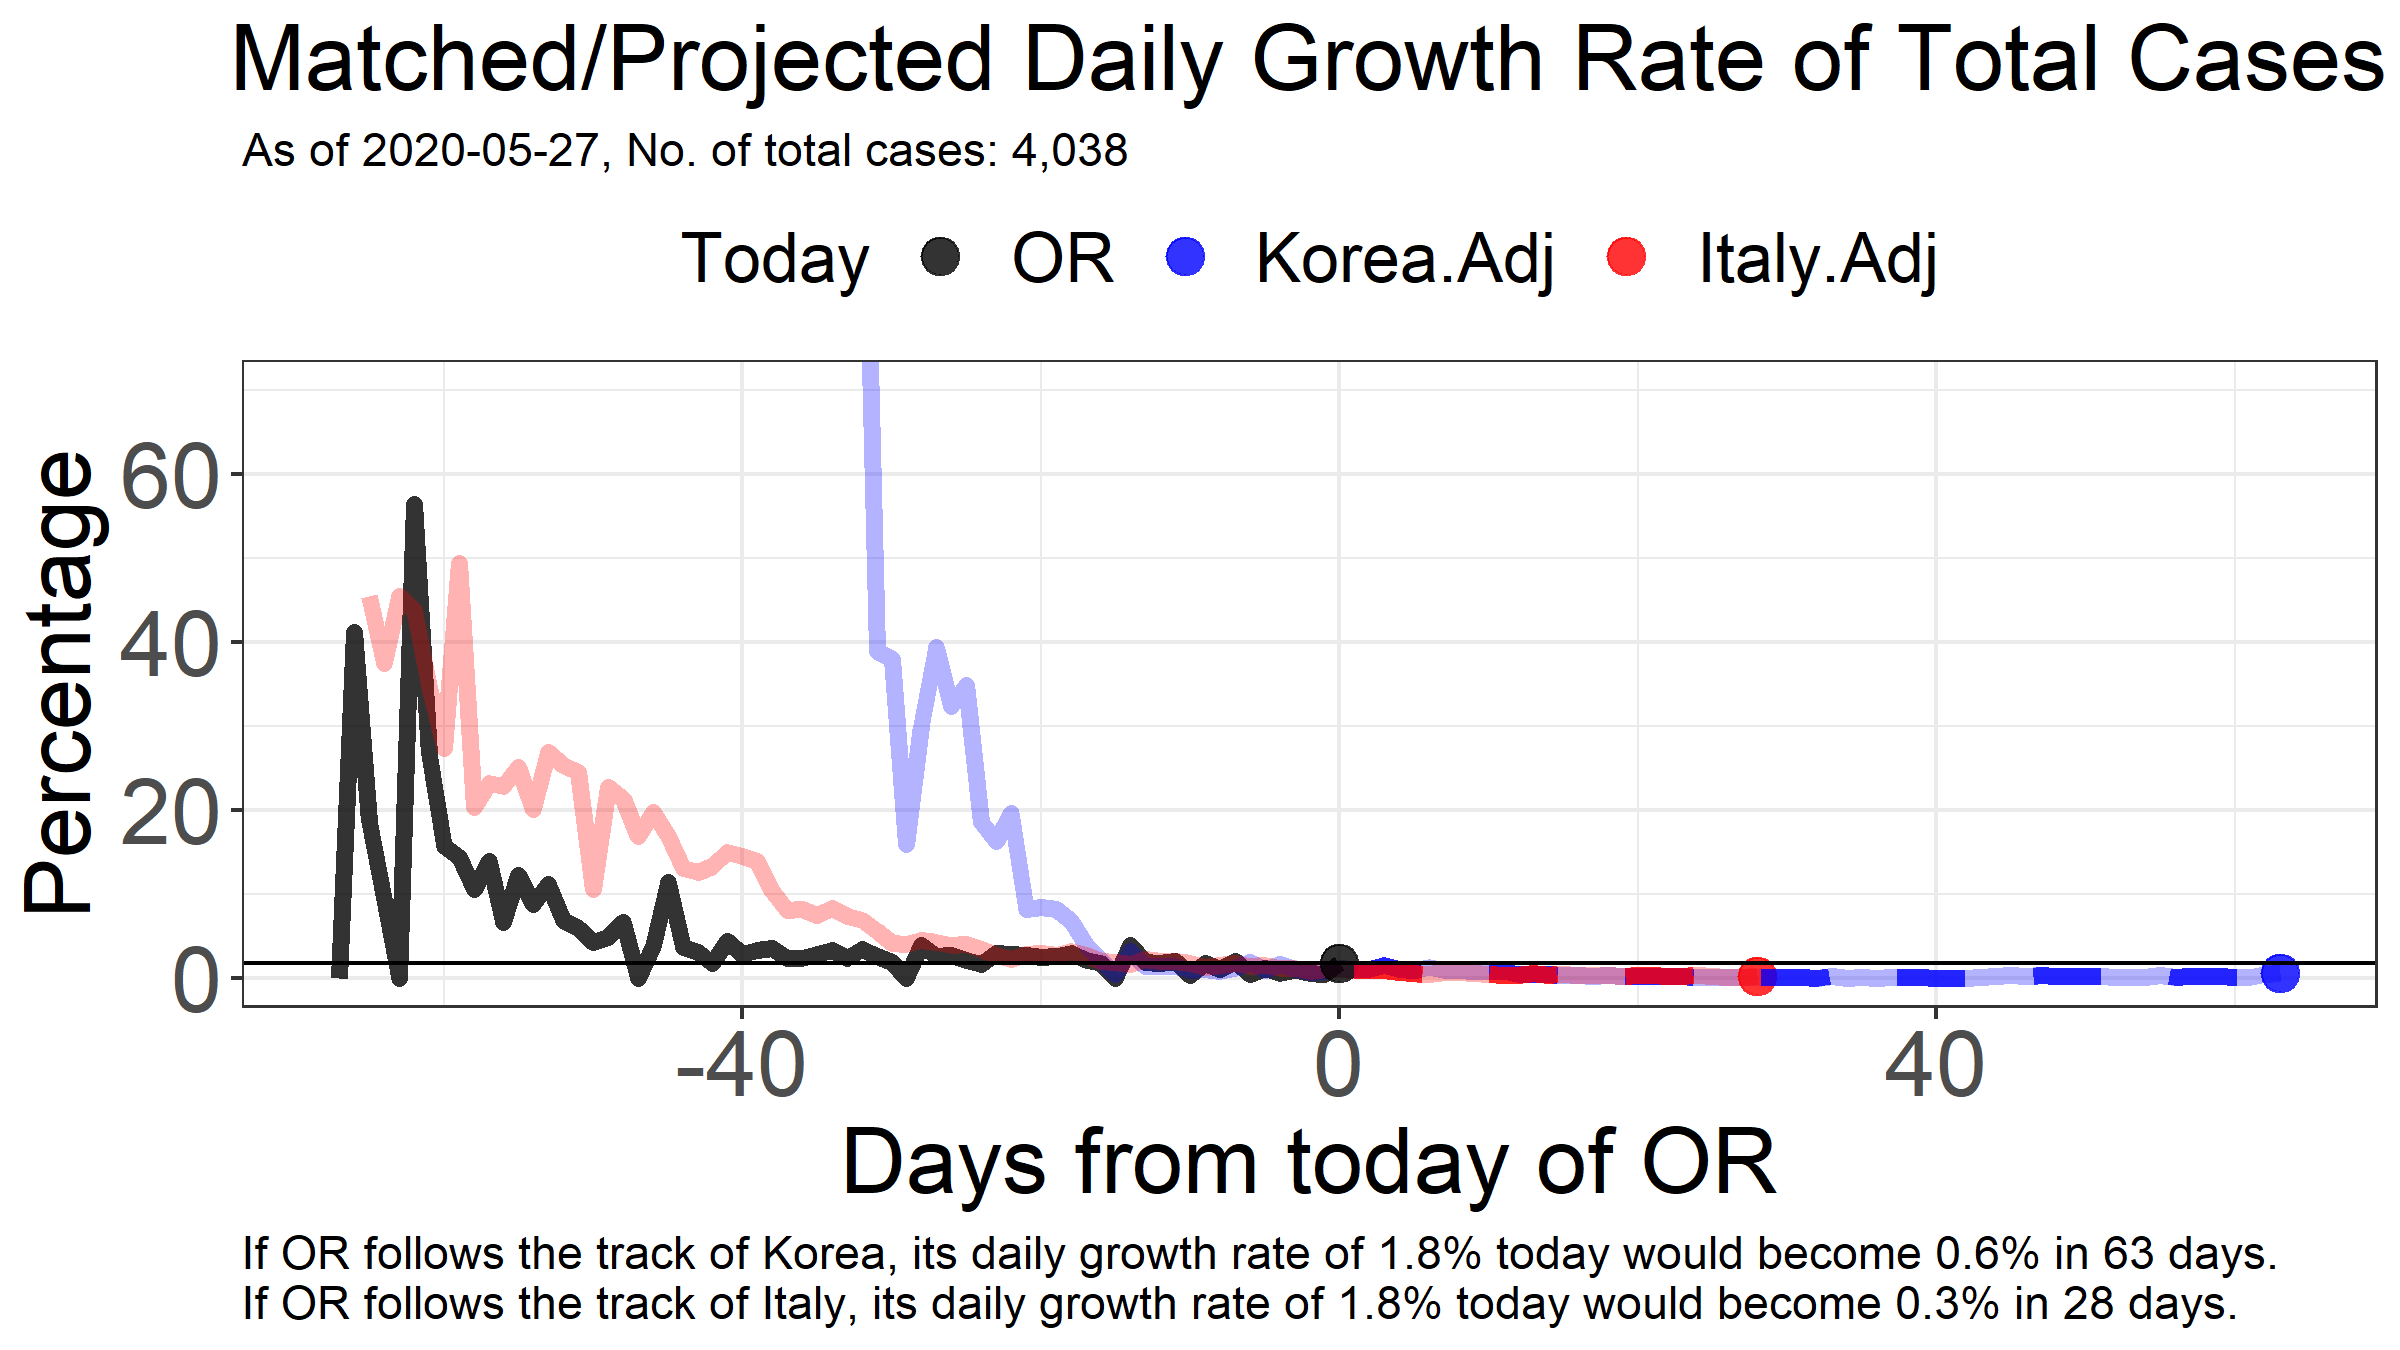 Matched/Projected Daily Growth Rate of Total Cases
As of 2020-05-27, No. of total cases: 4,038
Today OR Korea.Adj Italy.Adj
Percentage
60
40
20
0
-40 0 40
Days from today of OR
If OR follows the track of Korea, its daily growth rate of 1.8% today would become 0.6% in 63 days.
If OR follows the track of Italy, its daily growth rate of 1.8% today would become 0.3% in 28 days.